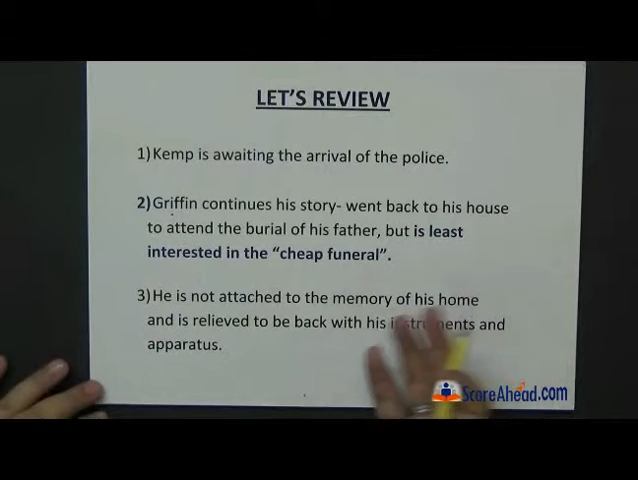 LET'S REVIEW
1) Kemp is awaiting the arrival of the police.
2) Griffin continues his story- went back to his house
to attend the burial of his father, but is least
interested in the “cheap funeral”.
3) He is not attached to the memory of his home
and is relieved to be back with his instruments and
apparatus.
ScoreAhead.com